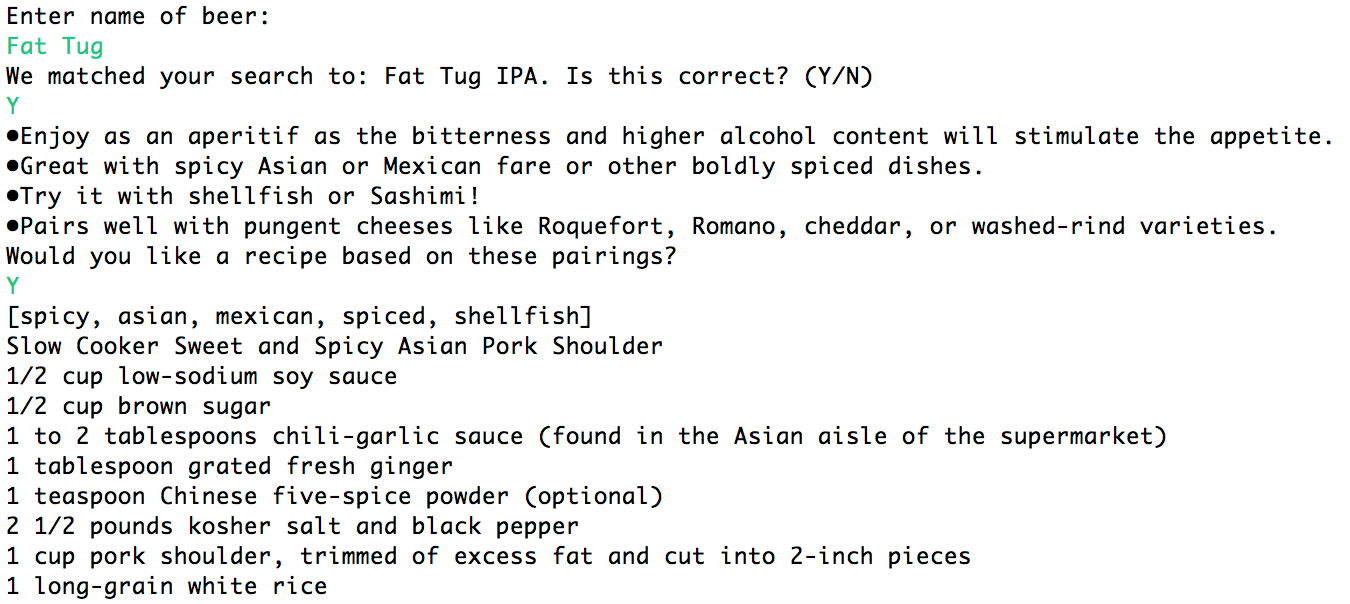 Enter name of beer:
Fat Tug
We matched your search to: Fat Tug IPA. Is this correct? (Y/N)
Y
●Enjoy as an aperitif as the bitterness and higher alcohol content will stimulate the appetite.
●Great with spicy Asian or Mexican fare or other boldly spiced dishes.
●Try it with shellfish or Sashimi!
●Pairs well with pungent cheeses like Roquefort, Romano, cheddar, or washed-rind varieties.
Would you like a recipe based on these pairings?
Y
[spicy, asian, mexican, spiced, shellfish]
Slow Cooker Sweet and Spicy Asian Pork Shoulder
1/2 cup low-sodium soy sauce
1/2 cup brown sugar
1 to 2 tablespoons chili-garlic sauce (found in the Asian aisle of the supermarket)
1 tablespoon grated fresh ginger
1 teaspoon Chinese five-spice powder (optional)
2 1/2 pounds kosher salt and black pepper
1 cup pork shoulder, trimmed of excess fat and cut into 2-inch pieces
1 long-grain white rice